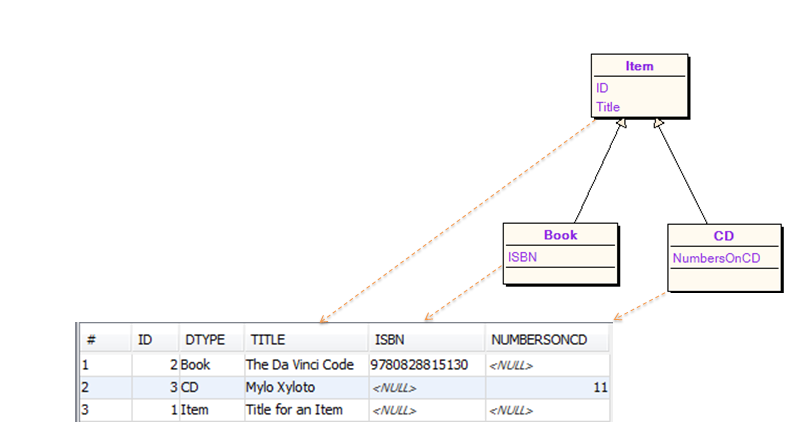 Item
ID
Title
Book
ISBN
CD
NumbersOnCD
# ID DTYPE TITLE ISBN NUMBERSONCD
1 2 Book The Da Vinci Code 9780828815130 <NULL>
2 3 CD Mylo Xyloto <NULL> 11
3 1 Item Title for an Item <NULL> <NULL>